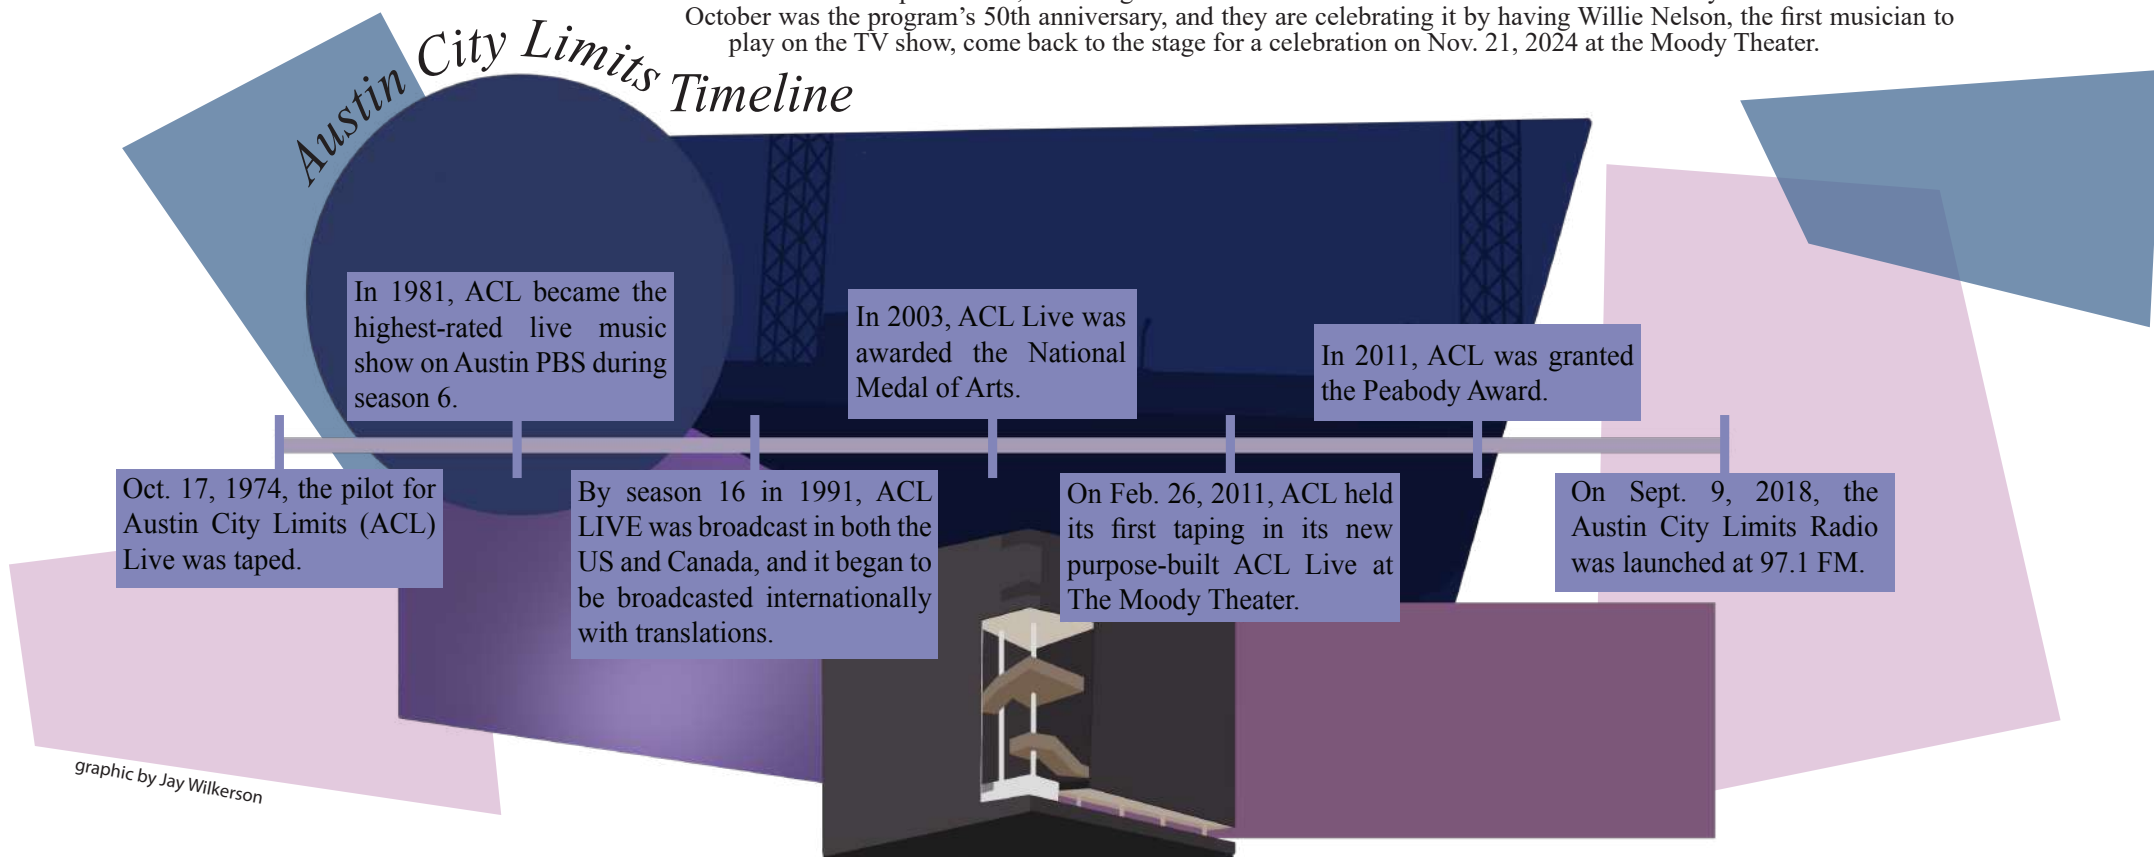 October was the program’s 50th anniversary, and they are celebrating it by having Willie Nelson, the first musician to
play on the TV show, come back to the stage for a celebration on Nov. 21, 2024 at the Moody Theater.
Austin City Limits Timeline
In 1981, ACL became the
highest-rated live music
show on Austin PBS during
season 6.
In 2003, ACL Live was
awarded the National
Medal of Arts.
In 2011, ACL was granted
the Peabody Award.
Oct. 17, 1974, the pilot for
Austin City Limits (ACL)
Live was taped.
By season 16 in 1991, ACL
LIVE was broadcast in both the
US and Canada, and it began to
be broadcasted internationally
with translations.
On Feb. 26, 2011, ACL held
its first taping in its new
purpose-built ACL Live at
The Moody Theater.
On Sept. 9, 2018, the
Austin City Limits Radio
was launched at 97.1 FM.
graphic by Jay Wilkerson